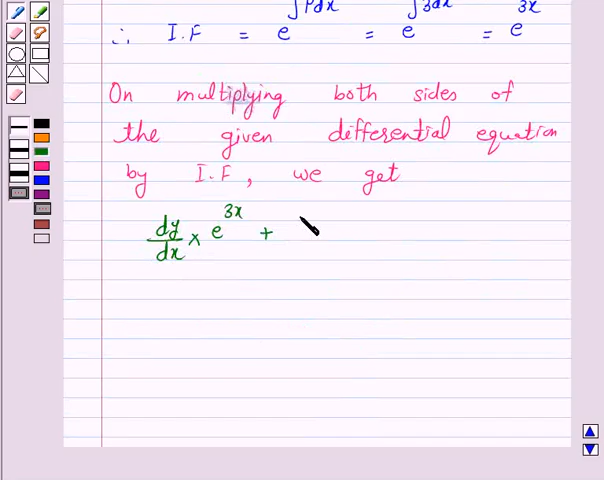 ∴ I.F = e^∫Pdx = e^∫3dx = e^3x
On multiplying both sides of
the given differential equation
by I.F, we get
dy/dx × e^3x +